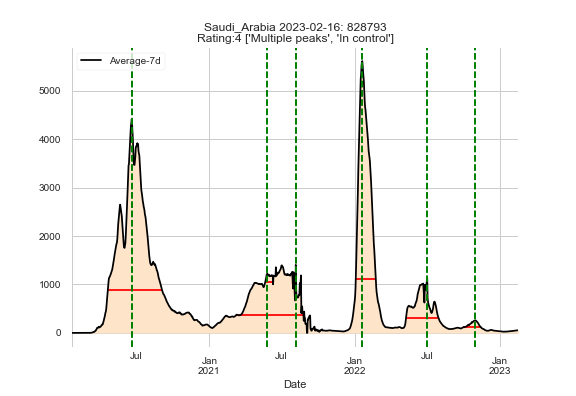 Saudi_Arabia 2023-02-16: 828793
Rating:4 ['Multiple peaks', 'In control']
Average-7d
5000
4000
3000
2000
1000
0
Jul
Jan
2021
Jul
Jan
2022
Jul
Jan
2023
Date